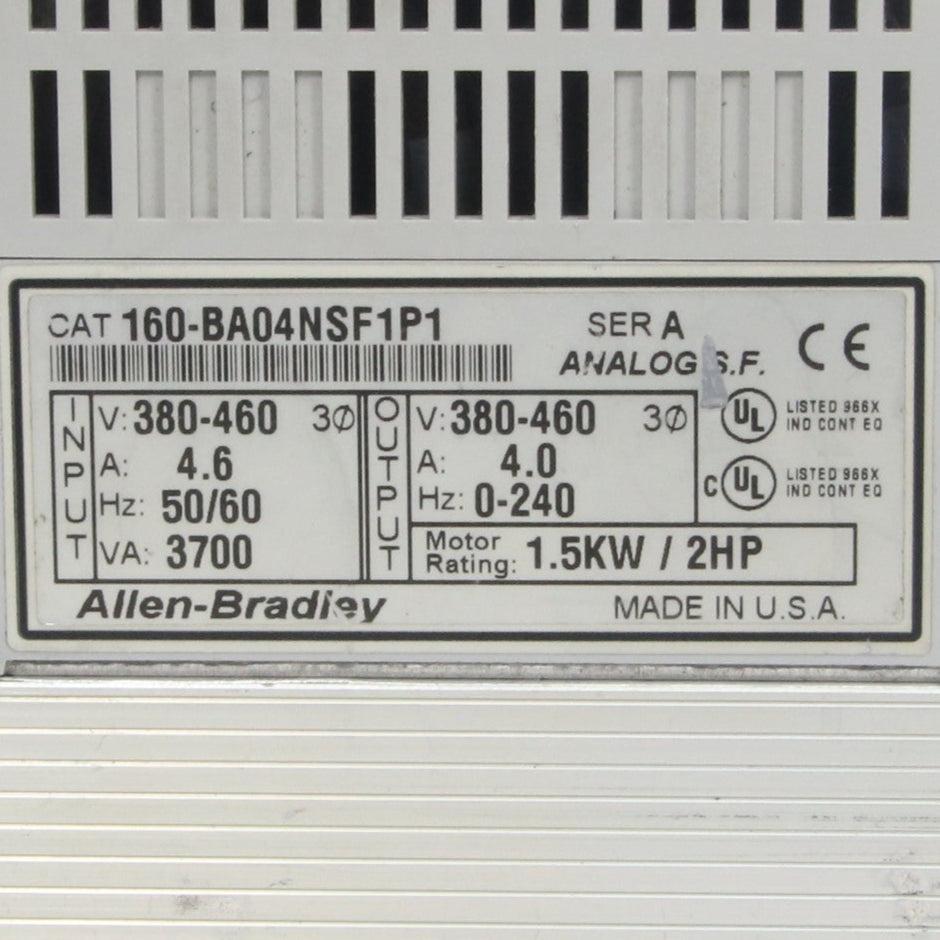 CAT 160-BA04NSF1P1
SER A
ANALOG S.F.
CE
INPUT
V: 380-460 3Ø
A: 4.6
Hz: 50/60
VA: 3700
OUTPUT
V: 380-460 3Ø
A: 4.0
Hz: 0-240
Motor Rating: 1.5KW / 2HP
UL LISTED 966X
IND CONT EQ
C UL LISTED 966X
IND CONT EQ
Allen-Bradley
MADE IN U.S.A.